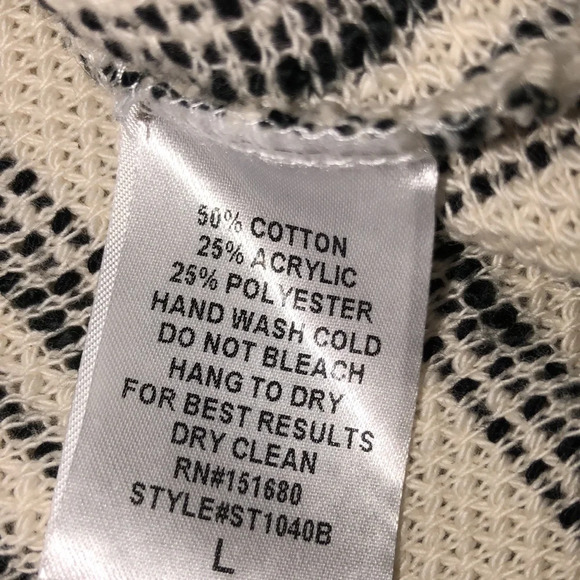 50% COTTON
25% ACRYLIC
25% POLYESTER
HAND WASH COLD
DO NOT BLEACH
HANG TO DRY
FOR BEST RESULTS
DRY CLEAN
RN#151680
STYLE#ST1040B
L